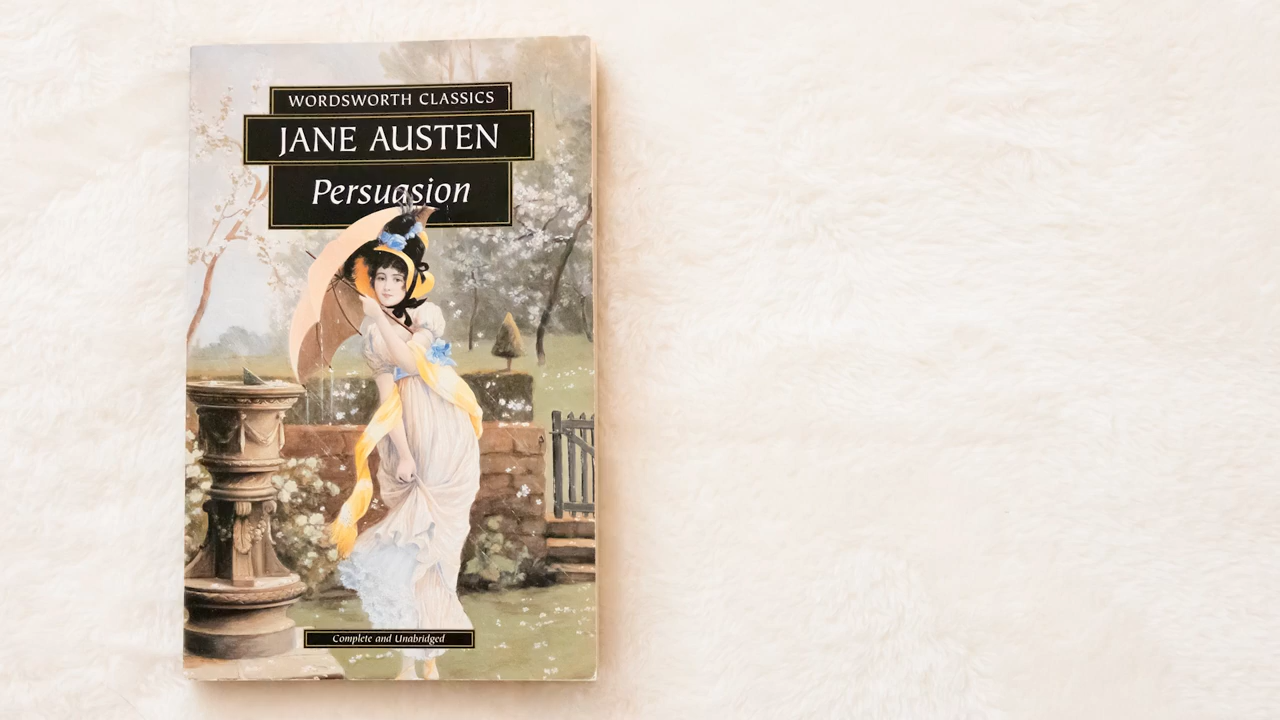 WORDSWORTH CLASSICS
JANE AUSTEN
Persuasion
Complete and Unabridged